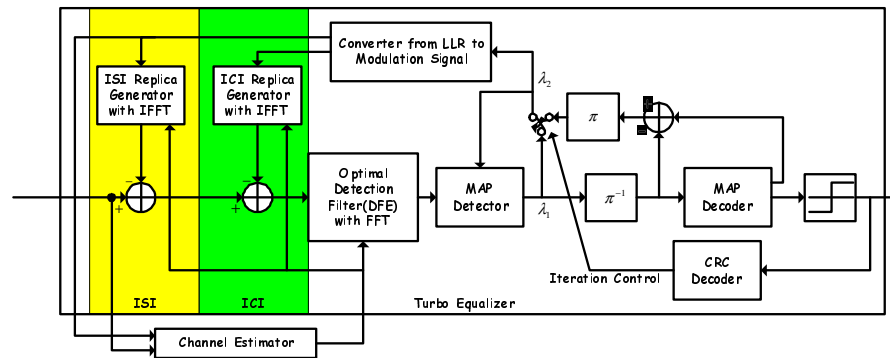 Converter from LLR to
Modulation Signal
ISI Replica
Generator
with IFFT
ICI Replica
Generator
with IFFT
λ2
π
+
−
−
−
Optimal
Detection
Filter(DFE)
with FFT
MAP
Detector
π−1
MAP
Decoder
+
+
λ1
CRC
Decoder
Iteration Control
ISI
ICI
Turbo Equalizer
Channel Estimator